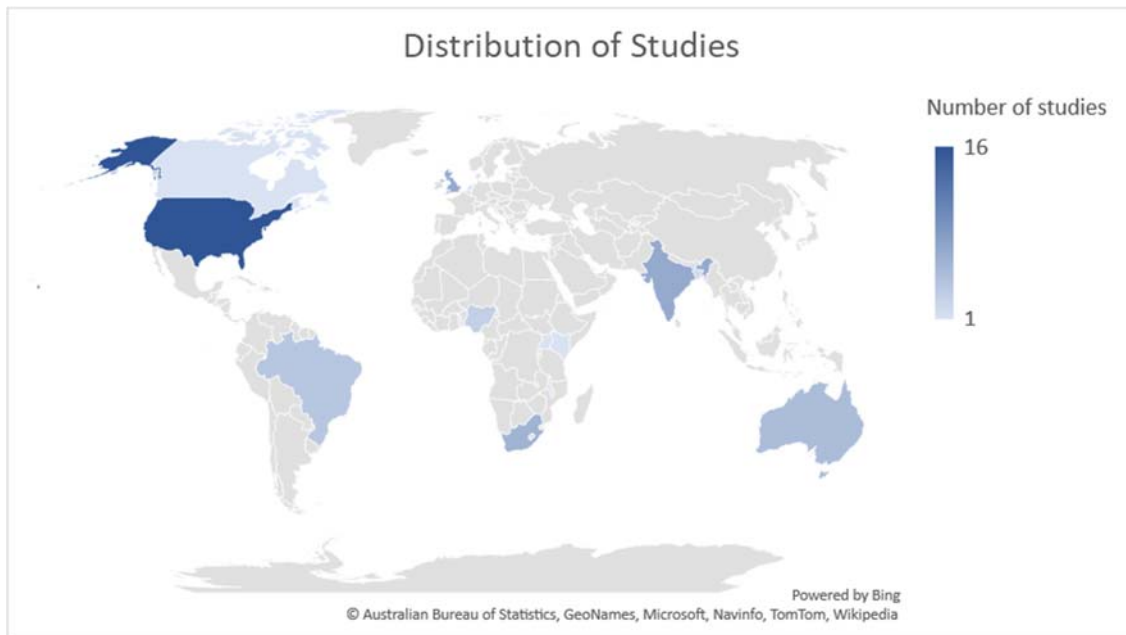 Distribution of Studies
Number of studies
16
1
Powered by Bing
© Australian Bureau of Statistics, GeoNames, Microsoft, Navinfo, TomTom, Wikipedia